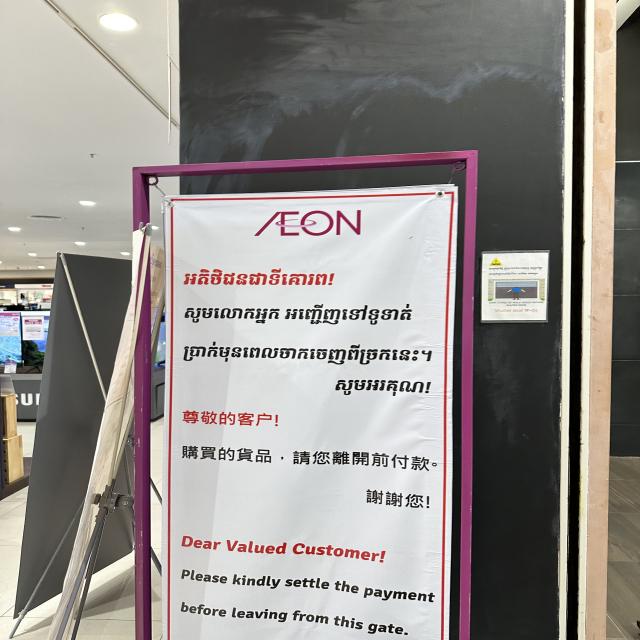 ÆON
អតិថិជនជាទីគោរព!
សូមលោកអ្នក អញ្ជើញទៅទូទាត់
ប្រាក់មុនពេលចាកចេញពីច្រកនេះ។
សូមអរគុណ!
尊敬的客户!
購買的貨品，請您離開前付款。
謝謝您!
Dear Valued Customer!
Please kindly settle the payment
before leaving from this gate.